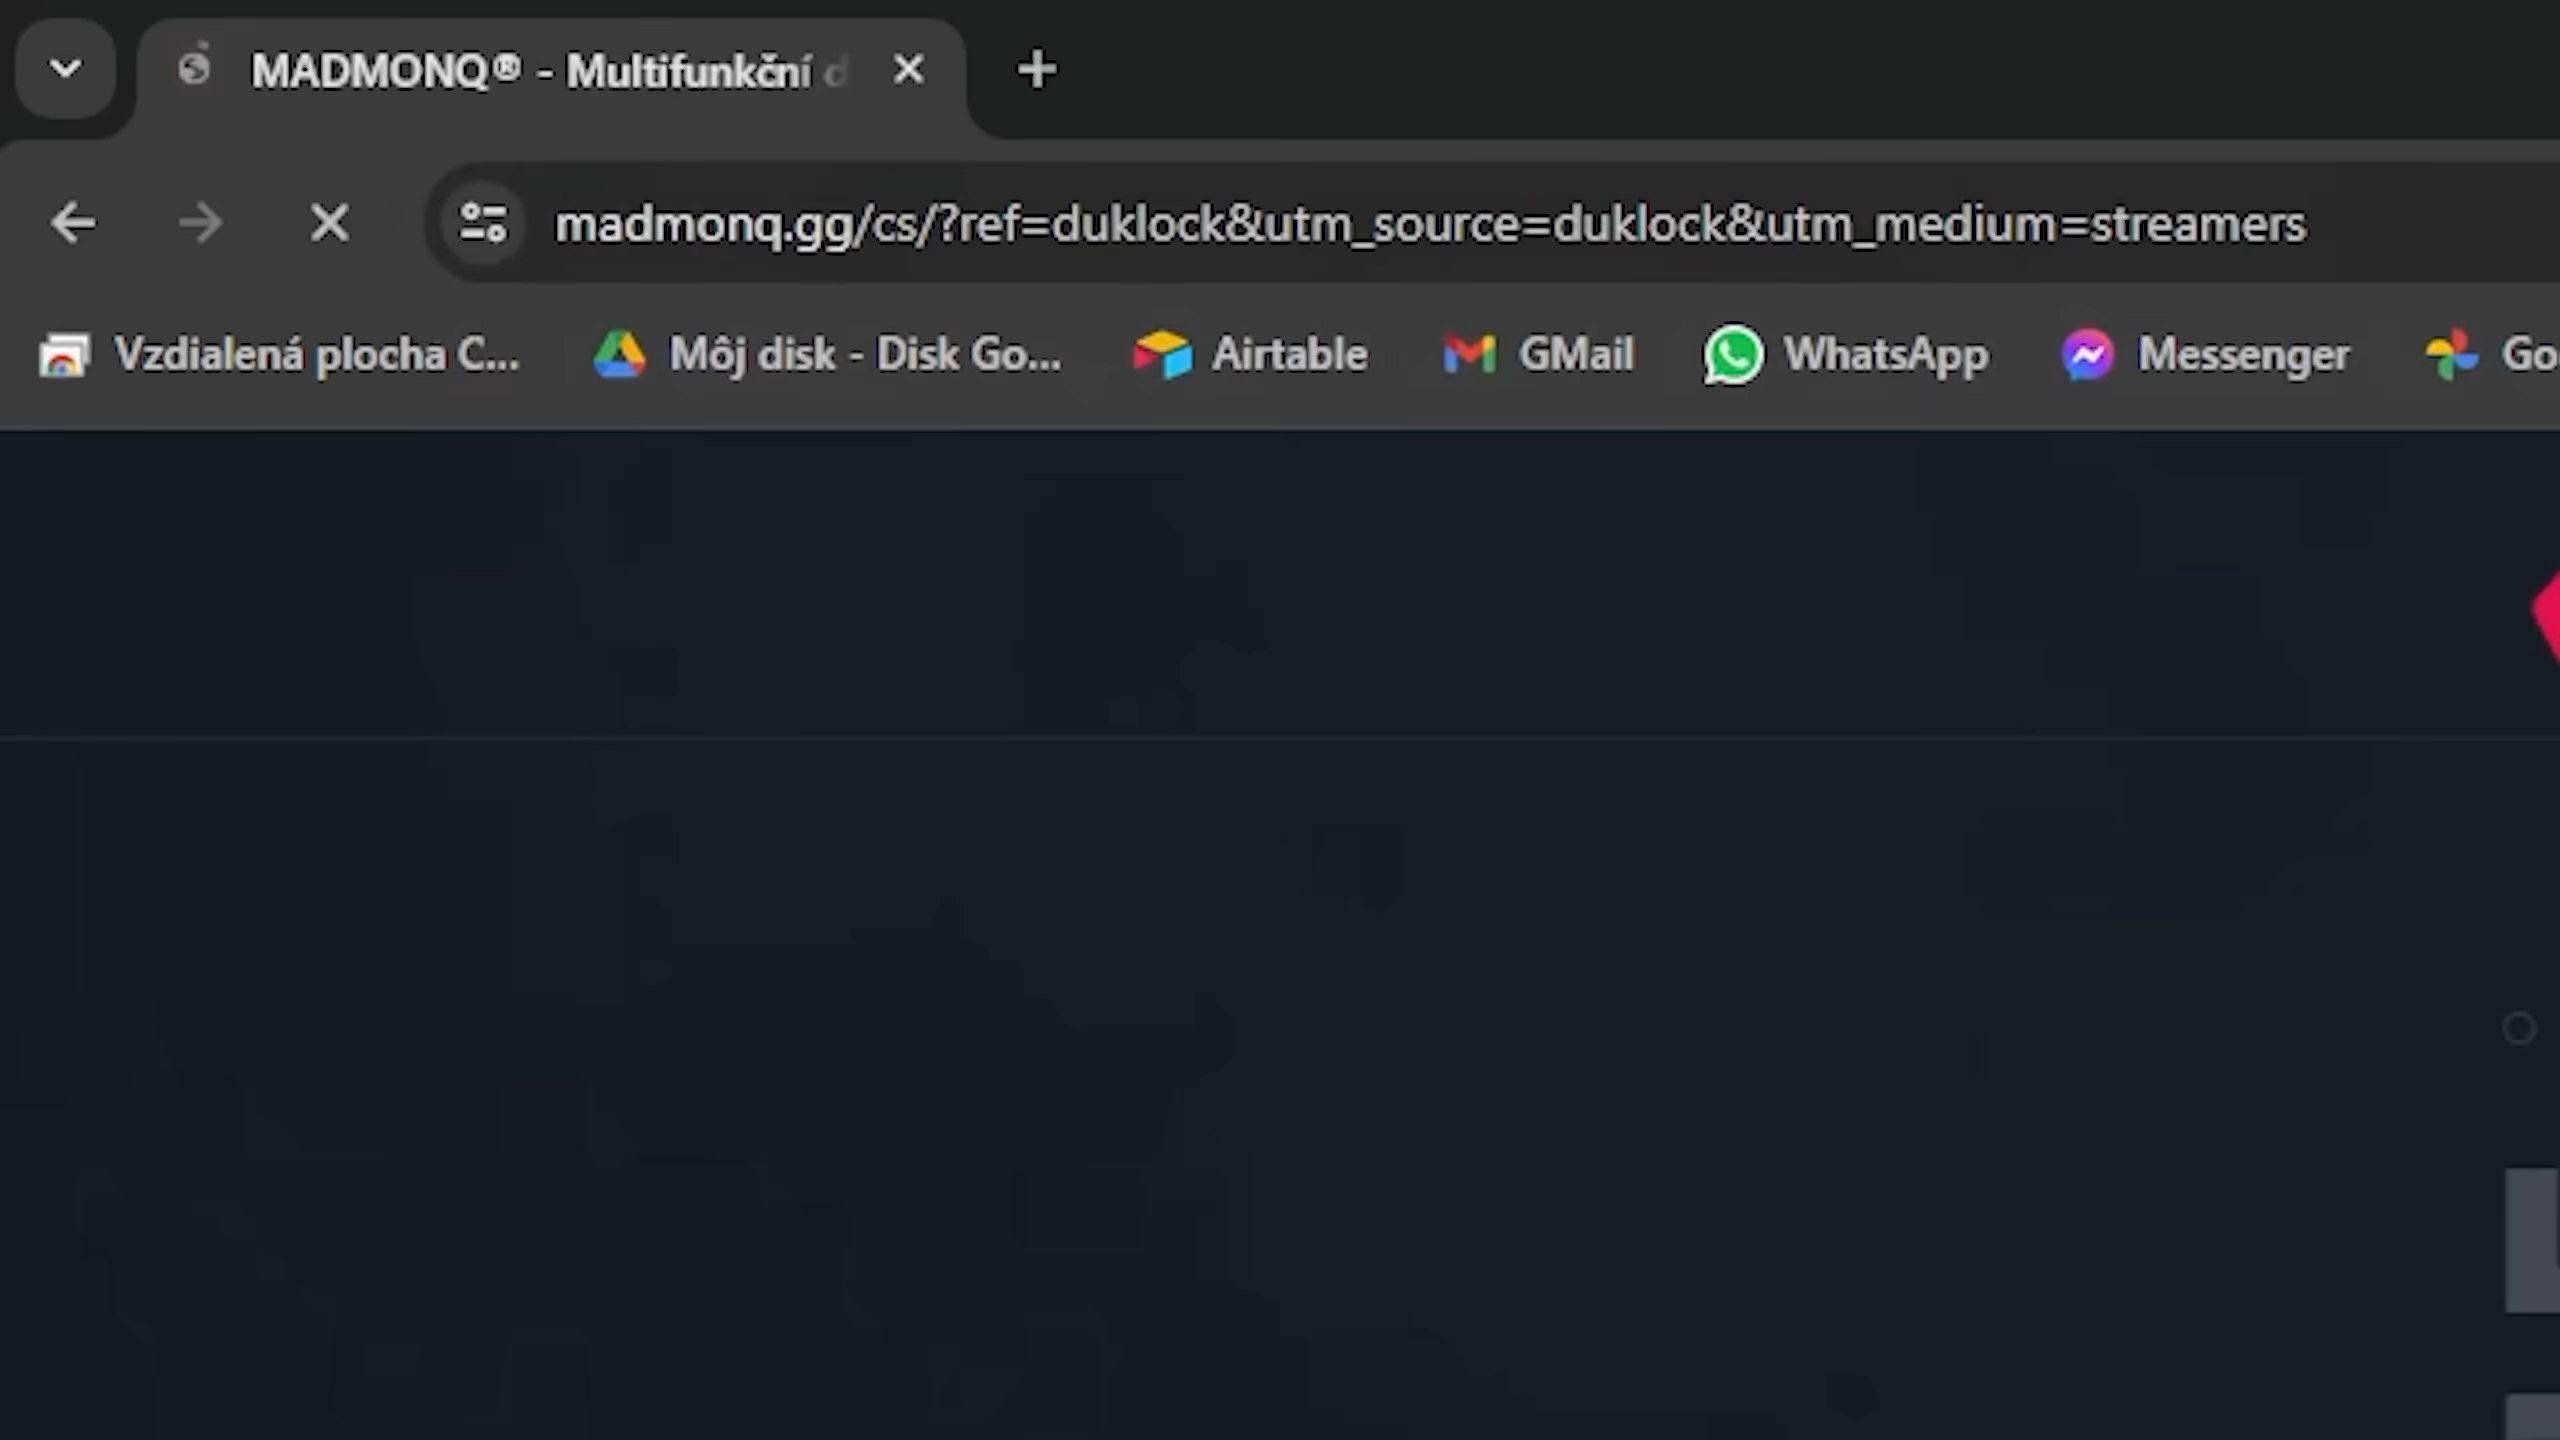 MADMONQ® - Multifunkční d
madmonq.gg/cs/?ref=duklock&utm_source=duklock&utm_medium=streamers
Vzdialená plocha C... Môj disk - Disk Go... Airtable GMail WhatsApp Messenger Go